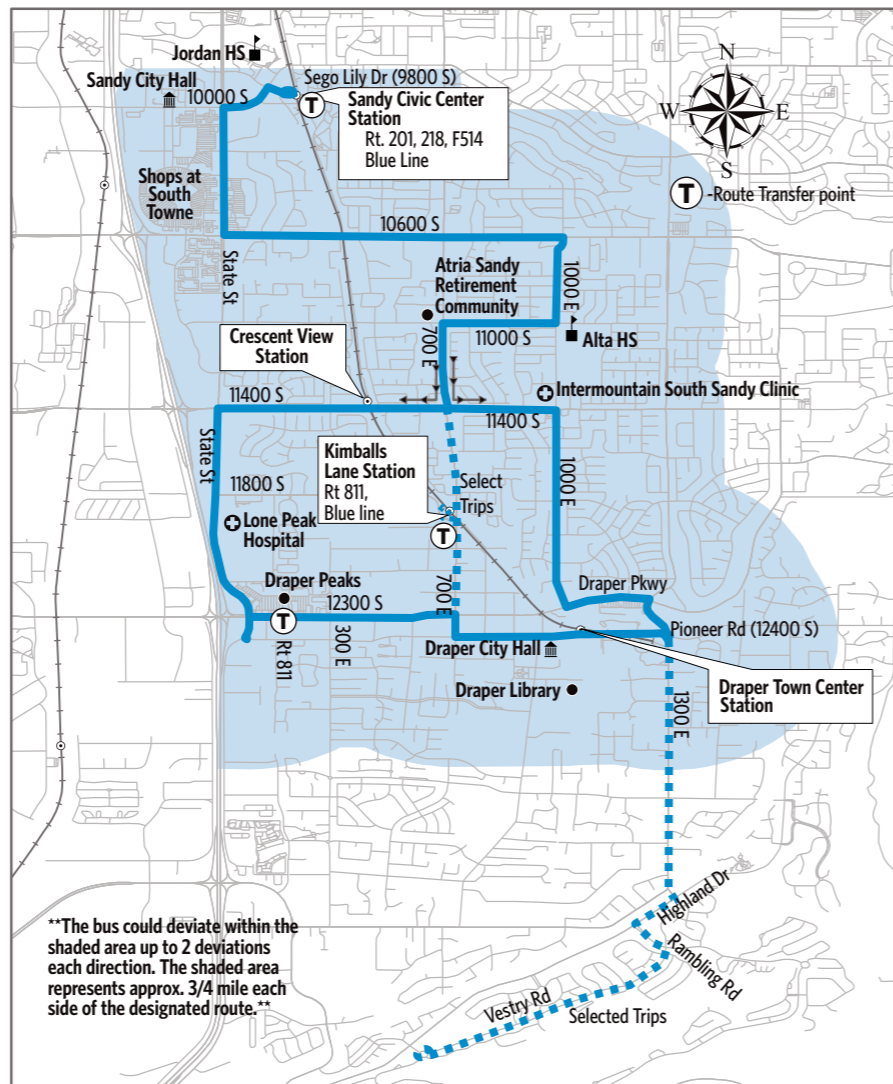 Jordan HS
Sandy City Hall
10000 S
Sego Lily Dr (9800 S)
T
Sandy Civic Center
Station
Rt. 201, 218, F514
Blue Line
N
W
E
S
T
-Route Transfer point
Shops at
South
Towne
10600 S
State St
1000 E
Atria Sandy
Retirement
Community
700 E
11000 S
Alta HS
Crescent View
Station
Intermountain South Sandy Clinic
11400 S
11400 S
State St
Kimballs
Lane Station
Rt 811,
Blue line
T
Select
Trips
1000 E
11800 S
Lone Peak
Hospital
700 E
Draper Peaks
12300 S
T
Rt 811
300 E
Draper Pkwy
Pioneer Rd (12400 S)
Draper City Hall
Draper Library
Draper Town Center
Station
1300 E
Highland Dr
Rambling Rd
Vestry Rd
Selected Trips
**The bus could deviate within the
shaded area up to 2 deviations
each direction. The shaded area
represents approx. 3/4 mile each
side of the designated route.**